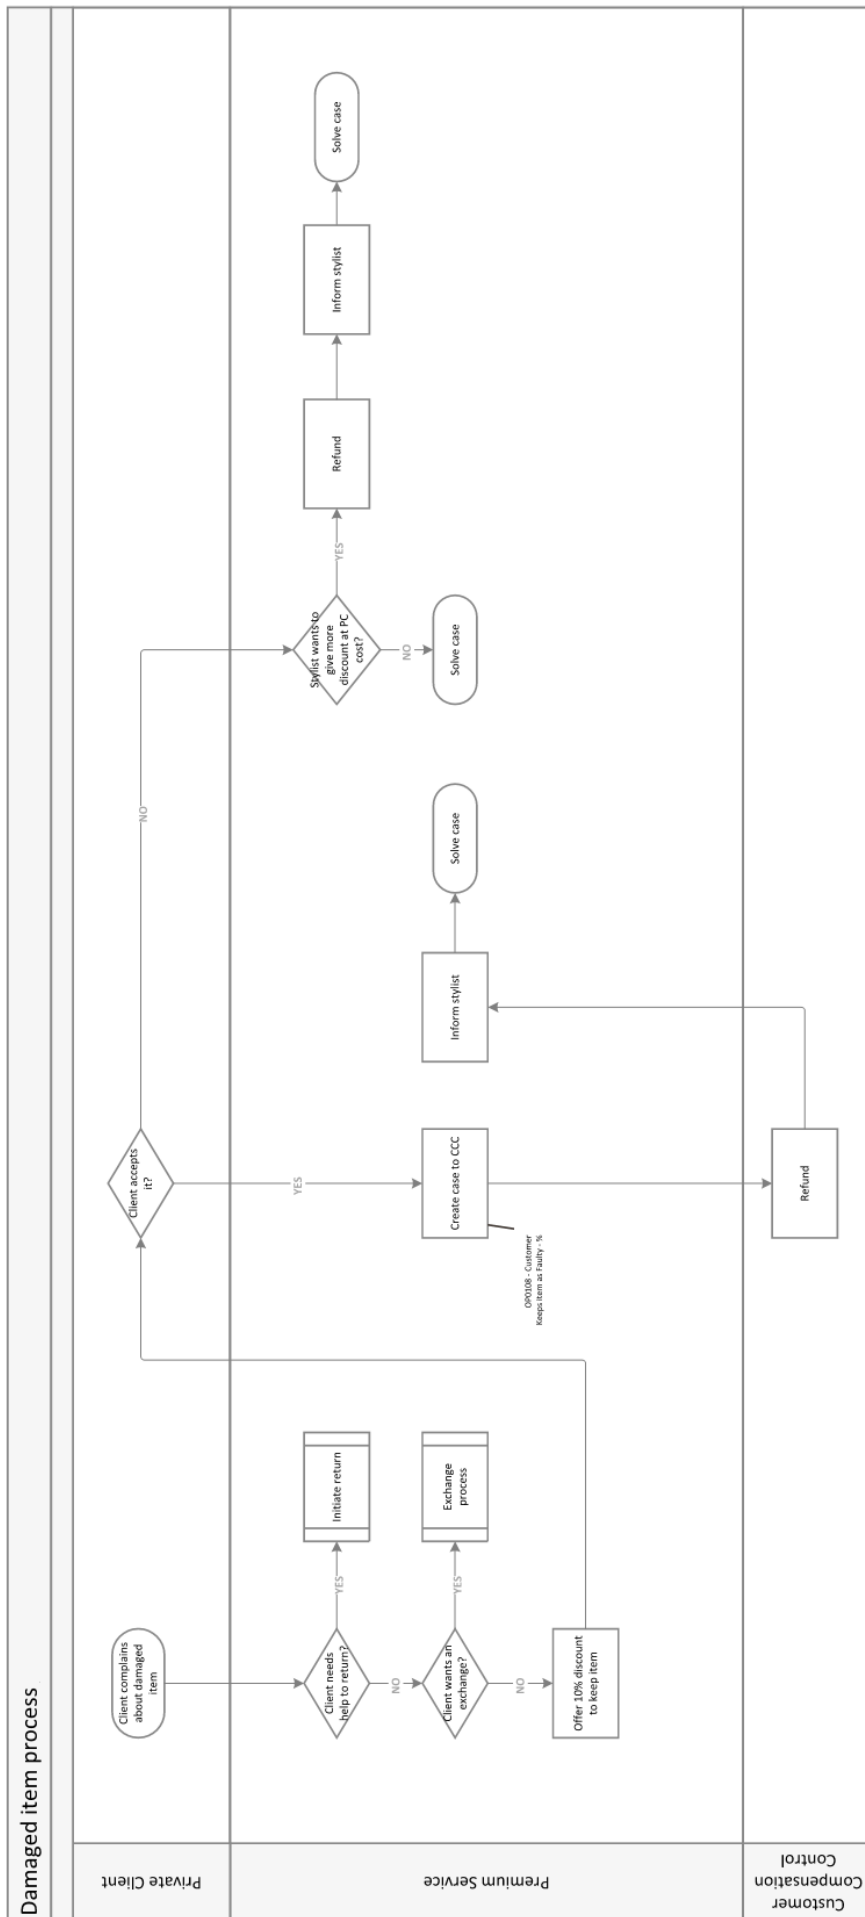 Damaged item process
Private Client
Client complains
about damaged
item
Client accepts
it?
NO
YES
Premium Service
Client needs
help to return?
YES
Initiate return
NO
Client wants an
exchange?
YES
Exchange
process
NO
Offer 10% discount
to keep item
Create case to CCC
OP0108 - Customer
Keeps item as Faulty - %
Inform stylist
Solve case
Stylist wants to
give more
discount at PC
cost?
YES
Refund
Inform stylist
Solve case
NO
Solve case
Customer
Compensation
Control
Refund